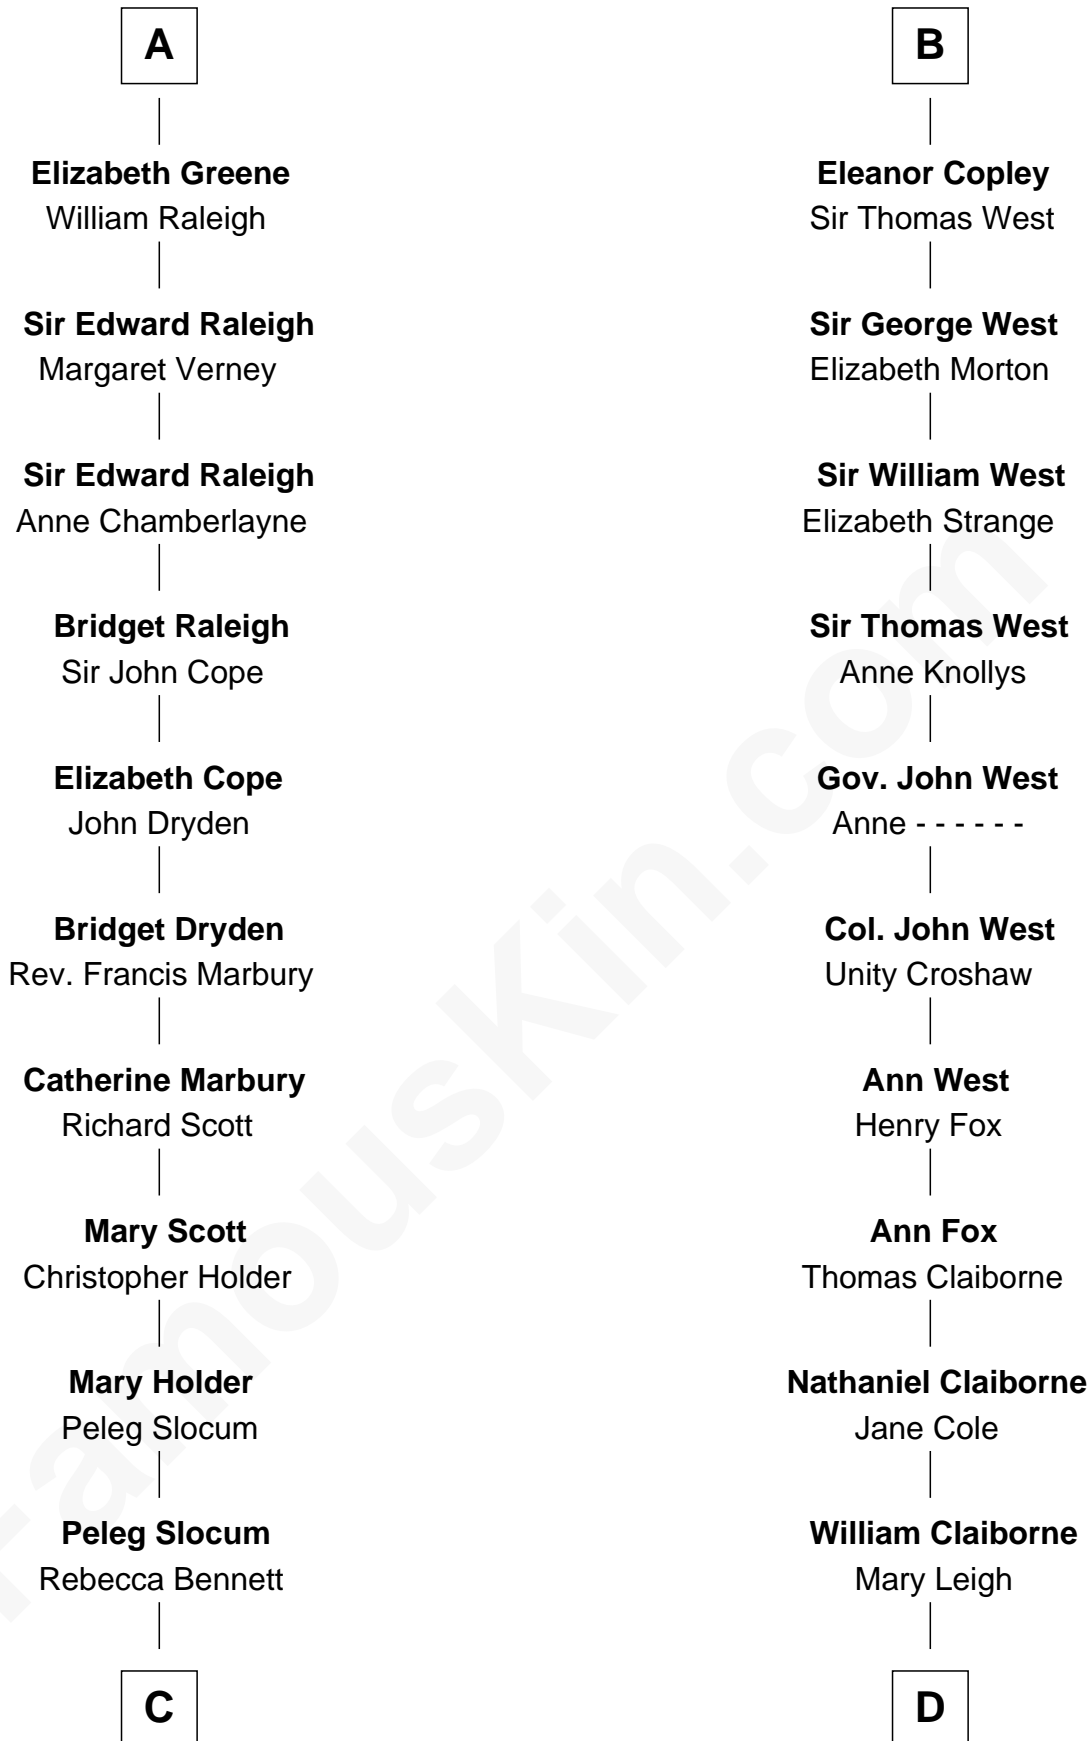 A
Elizabeth Greene
William Raleigh
Sir Edward Raleigh
Margaret Verney
Sir Edward Raleigh
Anne Chamberlayne
Bridget Raleigh
Sir John Cope
Elizabeth Cope
John Dryden
Bridget Dryden
Rev. Francis Marbury
Catherine Marbury
Richard Scott
Mary Scott
Christopher Holder
Mary Holder
Peleg Slocum
Peleg Slocum
Rebecca Bennett
C
B
Eleanor Copley
Sir Thomas West
Sir George West
Elizabeth Morton
Sir William West
Elizabeth Strange
Sir Thomas West
Anne Knollys
Gov. John West
Anne - - - - - -
Col. John West
Unity Croshaw
Ann West
Henry Fox
Ann Fox
Thomas Claiborne
Nathaniel Claiborne
Jane Cole
William Claiborne
Mary Leigh
D
FamousKin.com